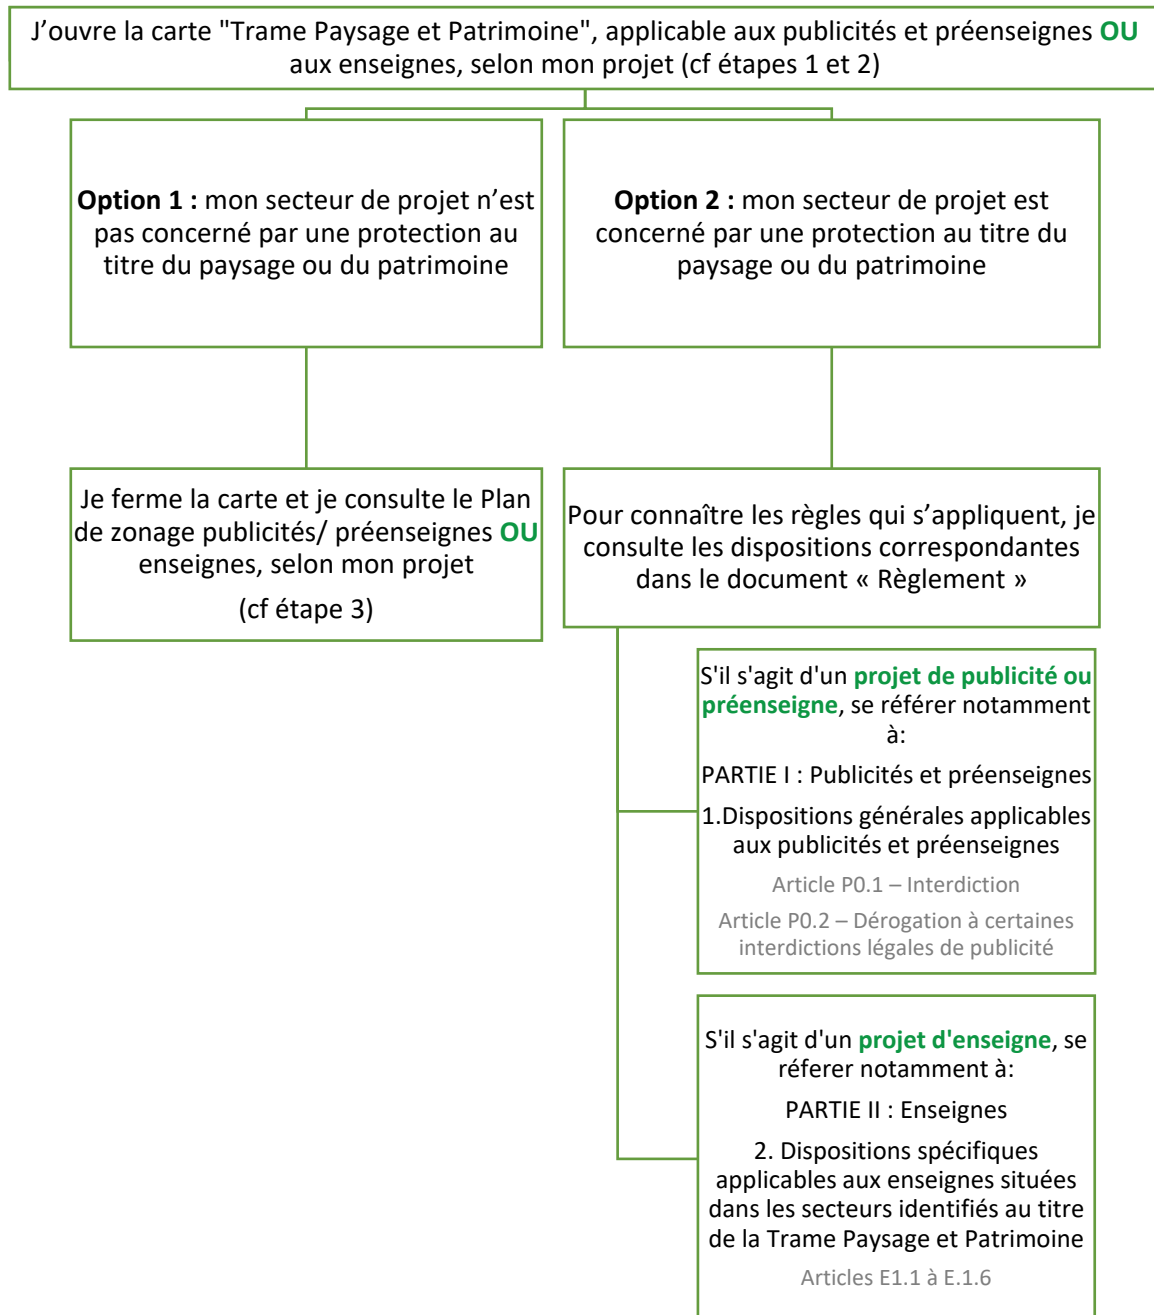 J’ouvre la carte "Trame Paysage et Patrimoine", applicable aux publicités et préenseignes OU
aux enseignes, selon mon projet (cf étapes 1 et 2)
Option 1 : mon secteur de projet n’est
pas concerné par une protection au
titre du paysage ou du patrimoine
Option 2 : mon secteur de projet est
concerné par une protection au titre du
paysage ou du patrimoine
Je ferme la carte et je consulte le Plan
de zonage publicités/ préenseignes OU
enseignes, selon mon projet
(cf étape 3)
Pour connaître les règles qui s’appliquent, je
consulte les dispositions correspondantes
dans le document « Règlement »
S'il s'agit d'un projet de publicité ou
préenseigne, se référer notamment
à:
PARTIE I : Publicités et préenseignes
1.Dispositions générales applicables
aux publicités et préenseignes
Article P0.1 – Interdiction
Article P0.2 – Dérogation à certaines
interdictions légales de publicité
S'il s'agit d'un projet d'enseigne, se
réferer notamment à:
PARTIE II : Enseignes
2. Dispositions spécifiques
applicables aux enseignes situées
dans les secteurs identifiés au titre
de la Trame Paysage et Patrimoine
Articles E1.1 à E.1.6